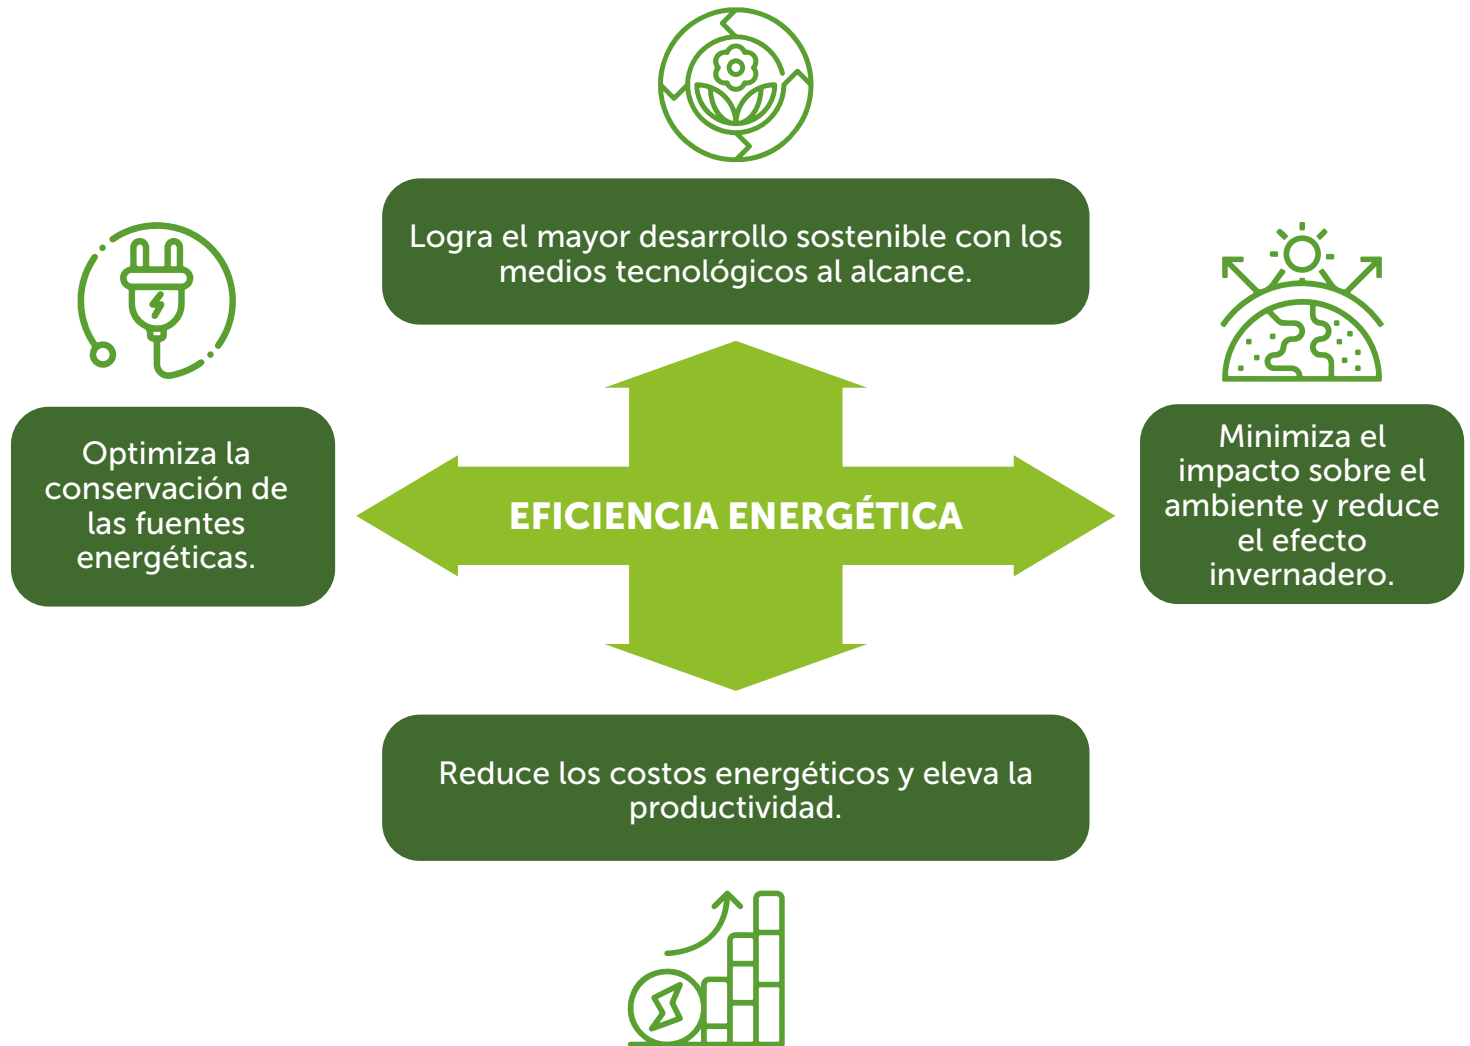 Logra el mayor desarrollo sostenible con los
medios tecnológicos al alcance.
Optimiza la
conservación de
las fuentes
energéticas.
EFICIENCIA ENERGÉTICA
Minimiza el
impacto sobre el
ambiente y reduce
el efecto
invernadero.
Reduce los costos energéticos y eleva la
productividad.